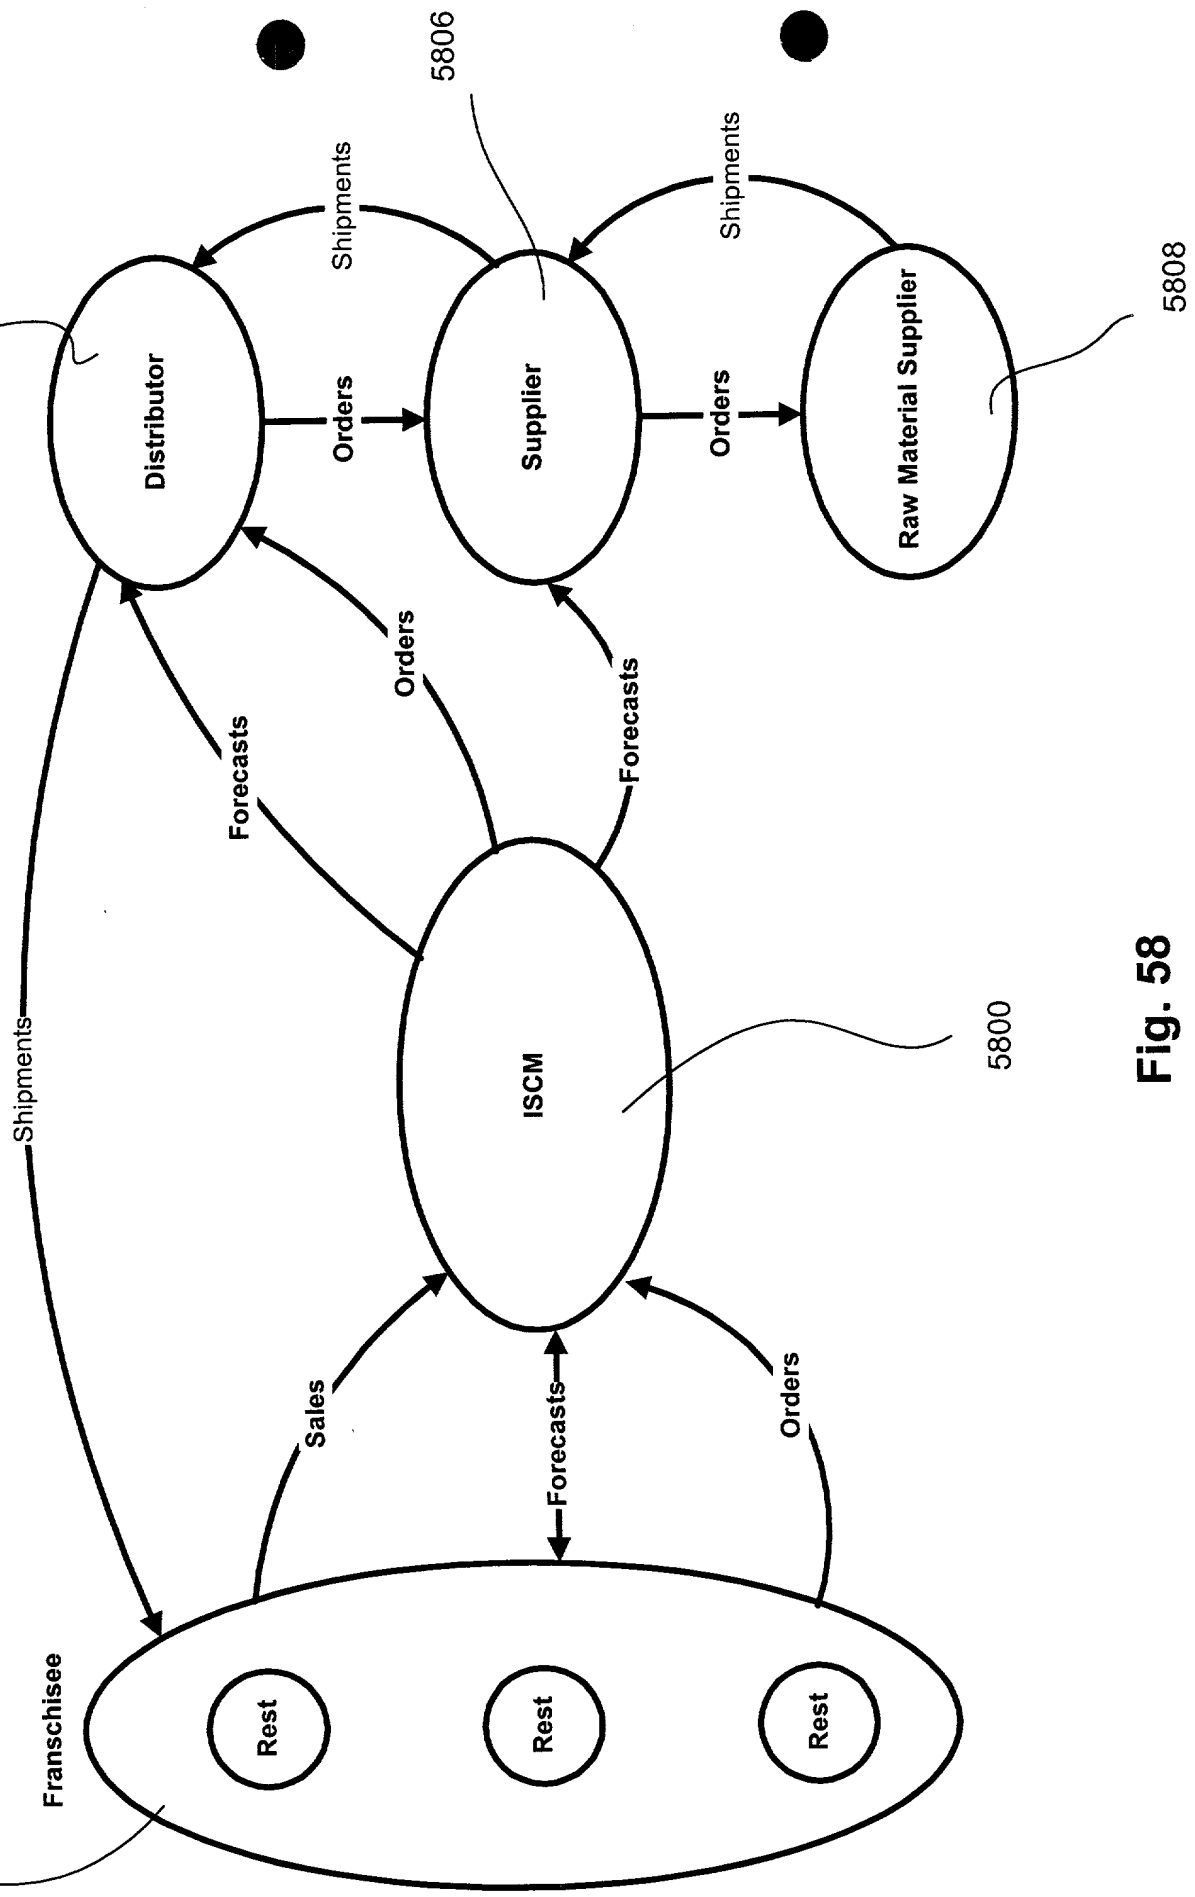 Shipments
Franschisee
Rest
Rest
Rest
Sales
Forecasts
Orders
ISCM
5800
Forecasts
Orders
Forecasts
Distributor
Orders
Shipments
Supplier
5806
Orders
Shipments
Raw Material Supplier
5808
Fig. 58